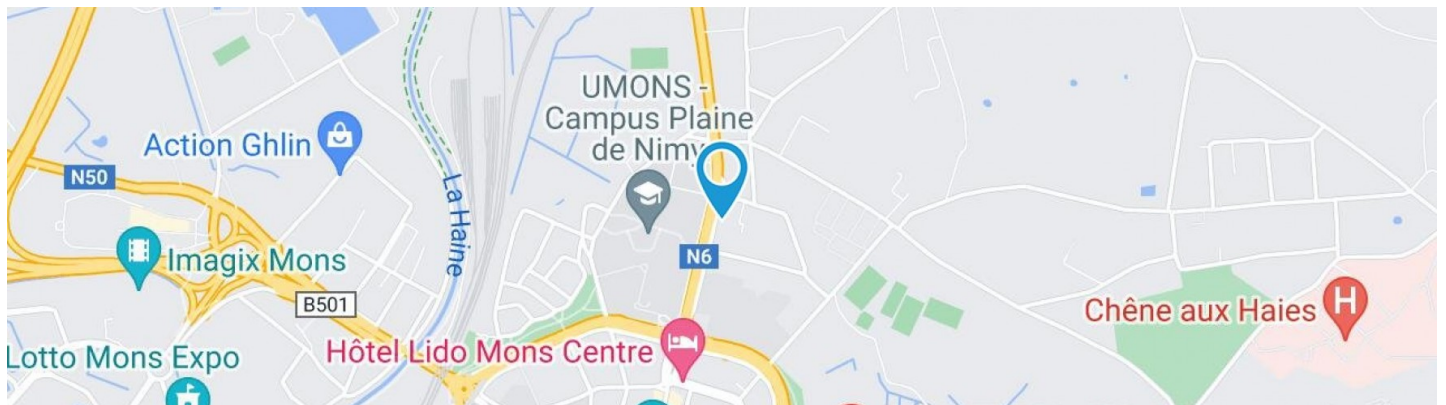 UMONS -
Campus Plaine
de Nimy
Action Ghlin
N50
La Haine
Imagix Mons
N6
B501
Chêne aux Haies
H
Hôtel Lido Mons Centre
Lotto Mons Expo